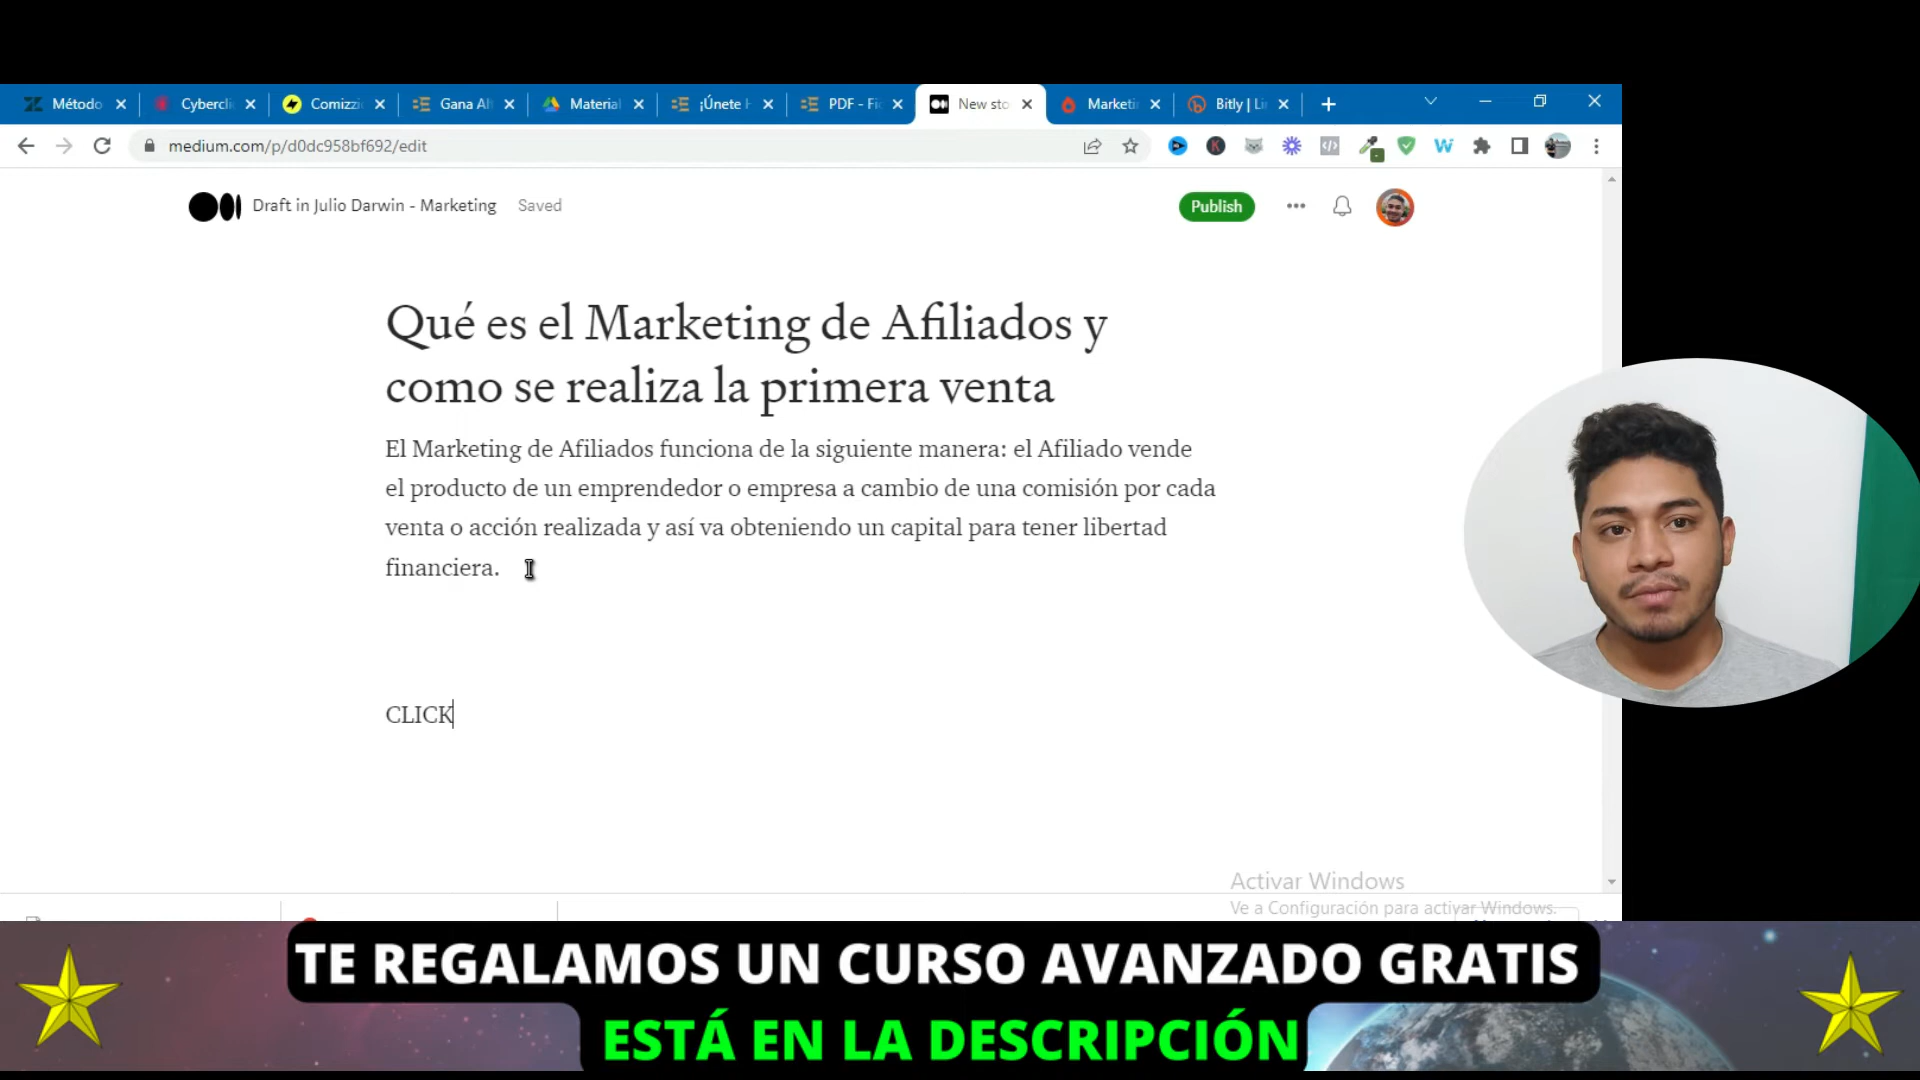 Método
Cybercli
Comizzi
Gana Al
Material
¡Únete H
PDF - Fi
New sto
Marketi
Bitly | Li
medium.com/p/d0dc958bf692/edit
Draft in Julio Darwin - Marketing Saved
Publish
Qué es el Marketing de Afiliados y
como se realiza la primera venta
El Marketing de Afiliados funciona de la siguiente manera: el Afiliado vende
el producto de un emprendedor o empresa a cambio de una comisión por cada
venta o acción realizada y así va obteniendo un capital para tener libertad
financiera.
CLICK
Activar Windows
Ve a Configuración para activar Windows.
TE REGALAMOS UN CURSO AVANZADO GRATIS
ESTÁ EN LA DESCRIPCIÓN